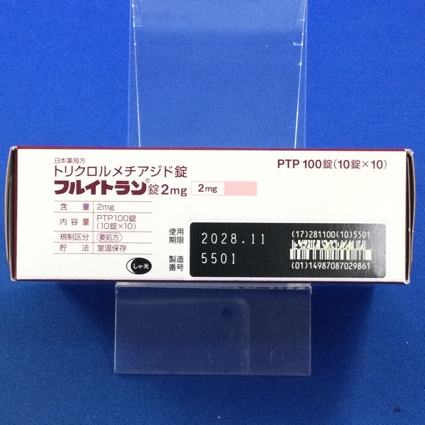 日本薬局方
トリクロルメチアジド錠
フルイトラン®錠2mg 2mg
PTP 100錠(10錠×10)
含量 2mg
内容量 PTP100錠
(10錠×10)
規制区分 要処方
貯法 室温保存
しゃ光
使用
期限 2028.11
製造
番号 5501
(17)281100(10)5501
(01)14987087029861